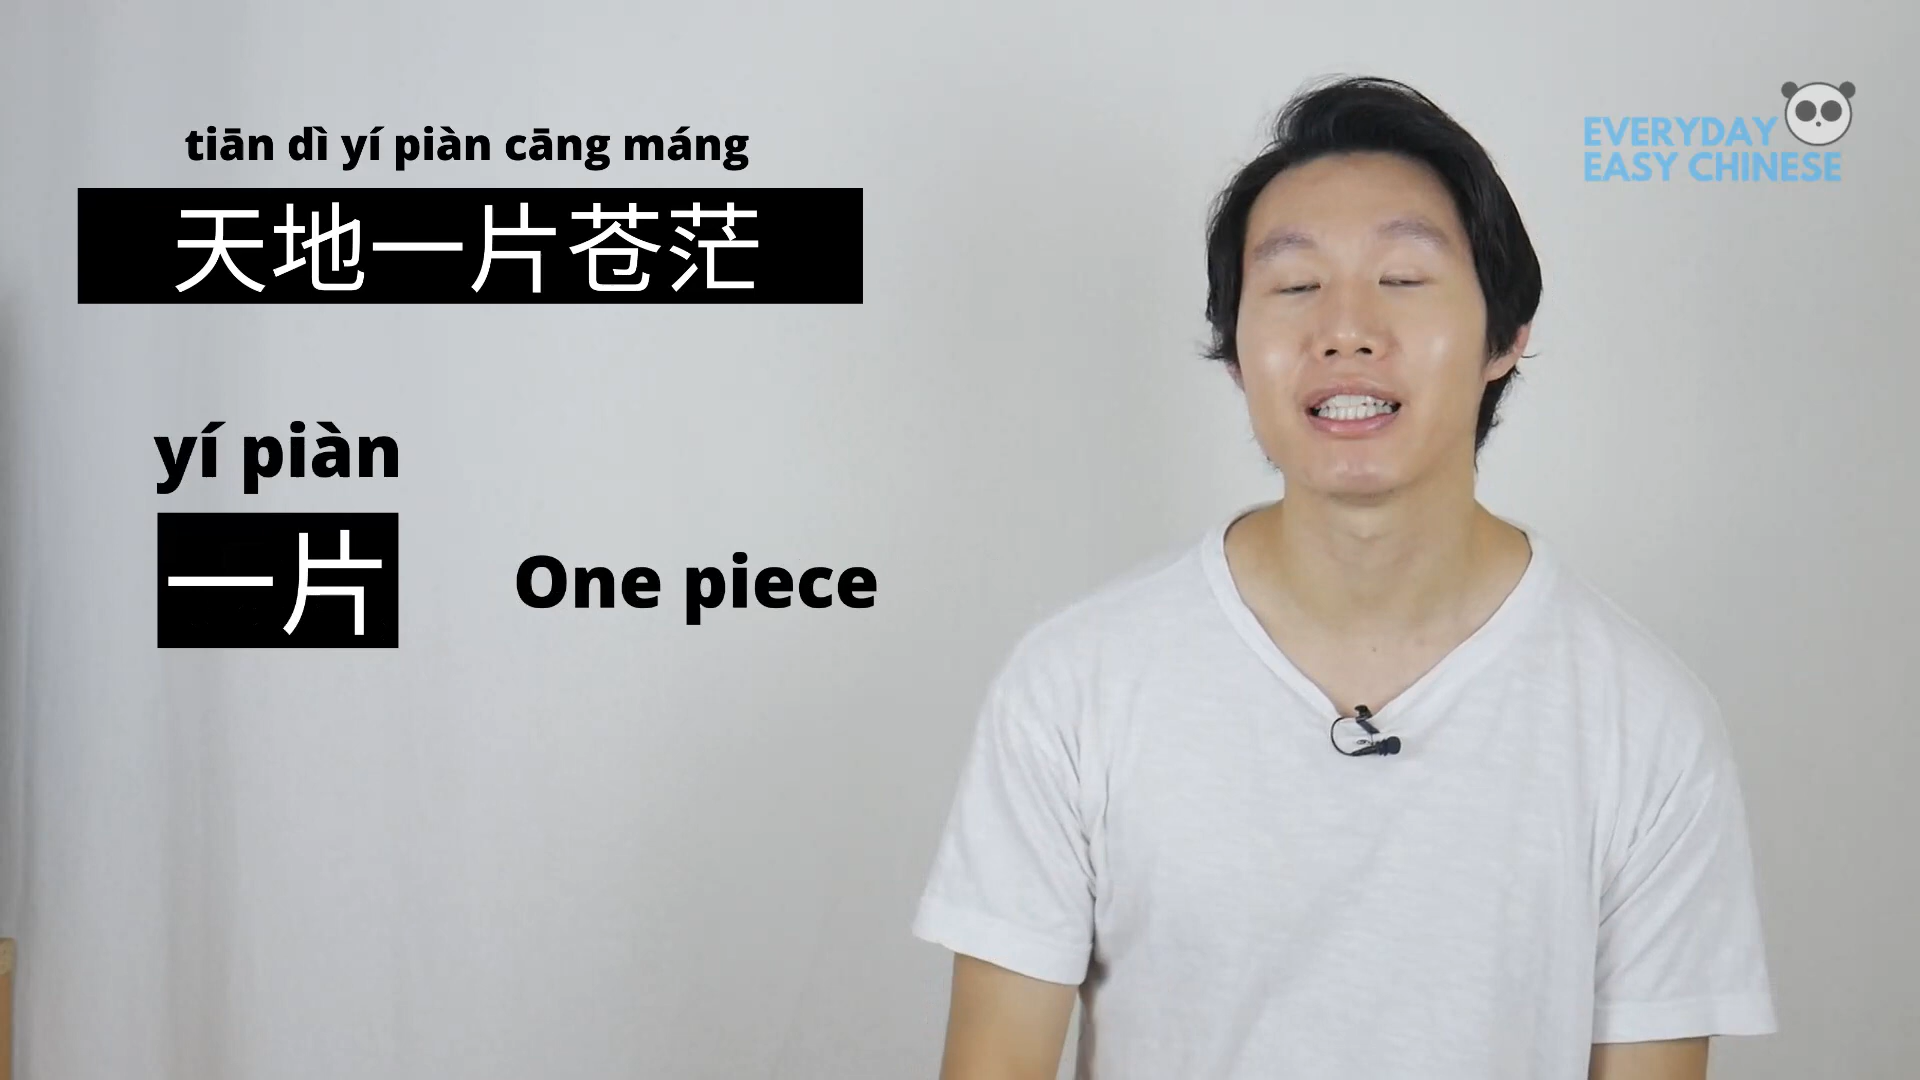 tiān dì yí piàn cāng máng
天地一片苍茫
EVERYDAY
EASY CHINESE
yí piàn
一片
One piece